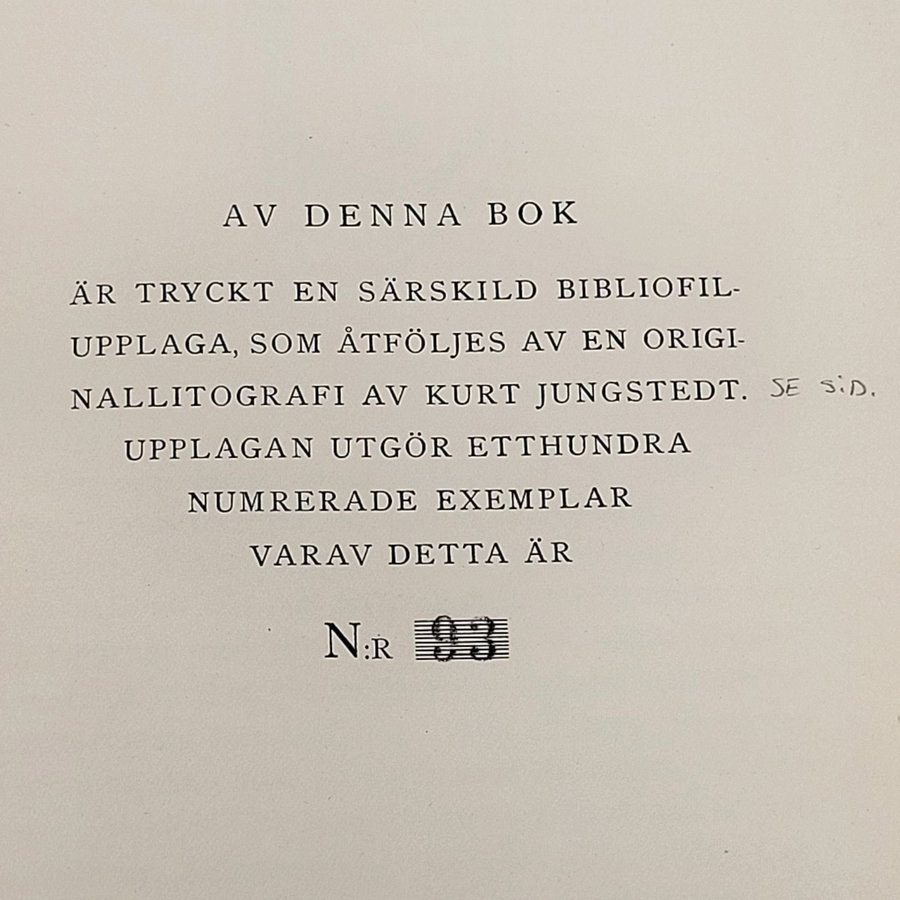 AV DENNA BOK
ÄR TRYCKT EN SÄRSKILD BIBLIOFIL-
UPPLAGA, SOM ÅTFÖLJES AV EN ORIGI-
NALLITOGRAFI AV KURT JUNGSTEDT. SE SID.
UPPLAGAN UTGÖR ETTHUNDRA
NUMRERADE EXEMPLAR
VARAV DETTA ÄR
N:R 93